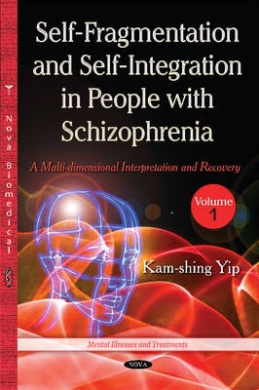 Self-Fragmentation
and Self-Integration
in People with
Schizophrenia
A Multi-dimensional Interpretation and Recovery
Volume
1
Nova Biomedical
Kam-shing Yip
Mental Illnesses and Treatments
NOVA